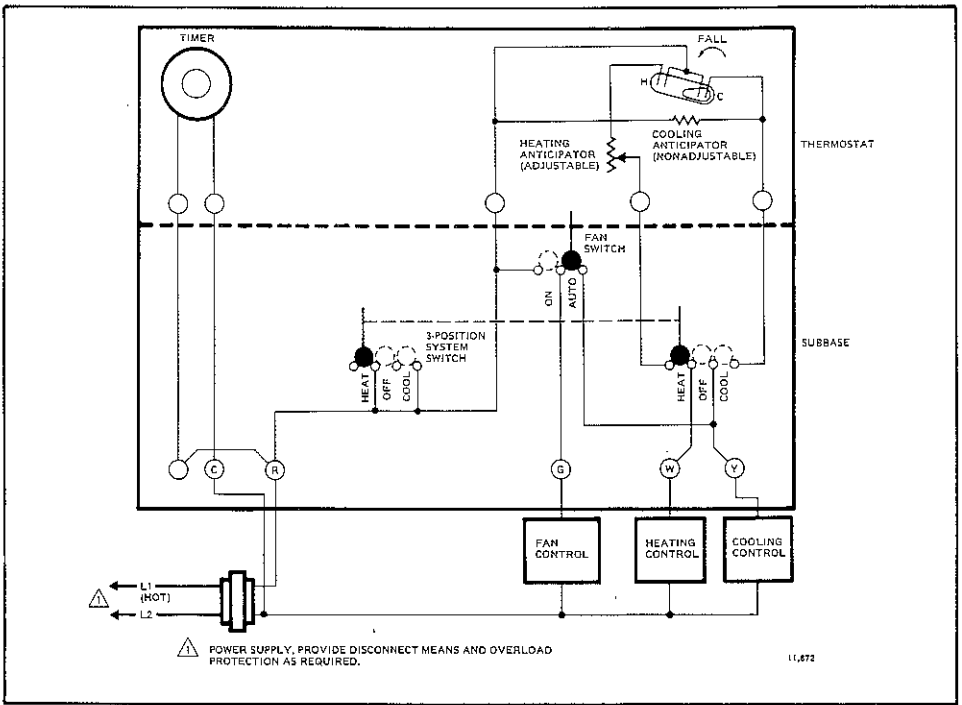 TIMER
FALL
H
C
HEATING
ANTICIPATOR
(ADJUSTABLE)
COOLING
ANTICIPATOR
(NONADJUSTABLE)
THERMOSTAT
FAN
SWITCH
ON
AUTO
3-POSITION
SYSTEM
SWITCH
HEAT
OFF
COOL
HEAT
OFF
COOL
SUBBASE
C
R
G
W
Y
FAN
CONTROL
HEATING
CONTROL
COOLING
CONTROL
1
L1
(HOT)
L2
1 POWER SUPPLY, PROVIDE DISCONNECT MEANS AND OVERLOAD
PROTECTION AS REQUIRED.